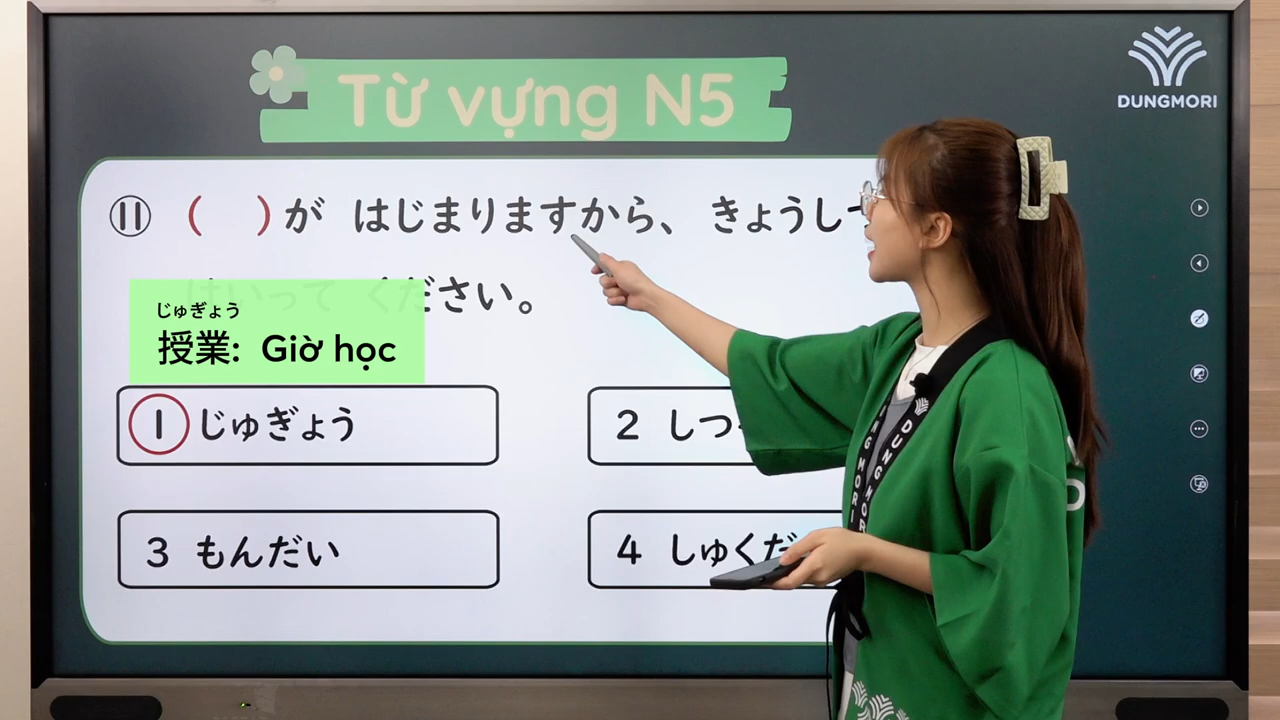 Từ vựng N5
DUNGMORI
⑪ ( )が はじまりますから、 きょうし
はいって ください。
じゅぎょう
授業: Giờ học
1 じゅぎょう
2 しつ
3 もんだい
4 しゅくだ
DUNG